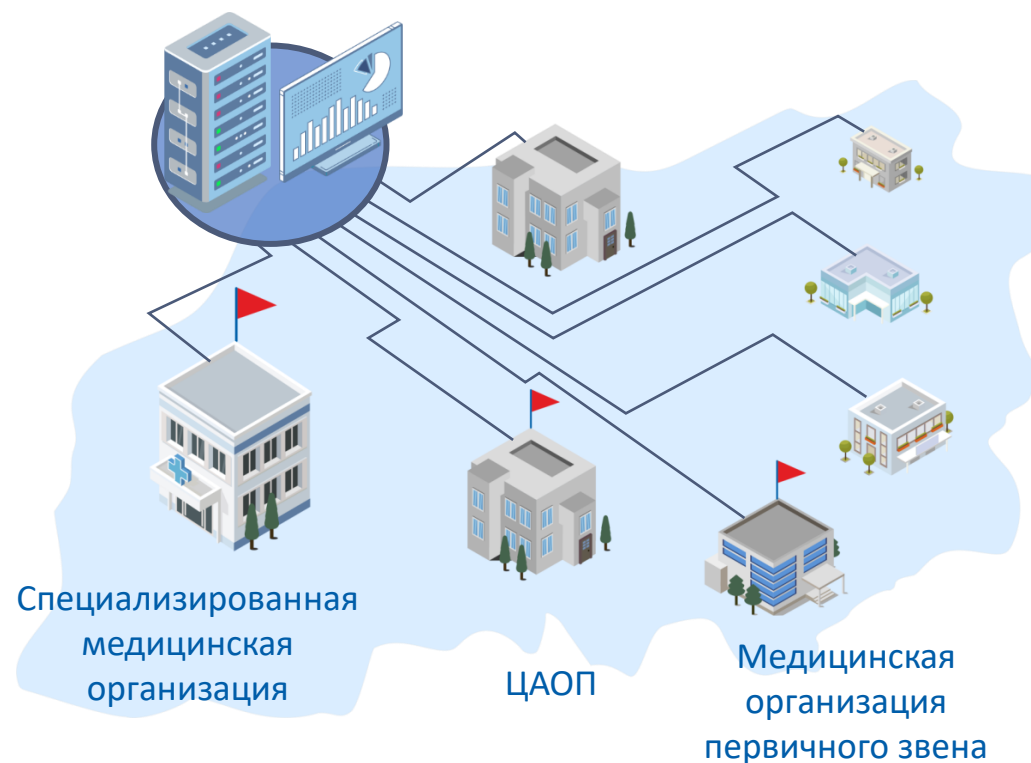 Специализированная
медицинская
организация
ЦАОП
Медицинская
организация
первичного звена